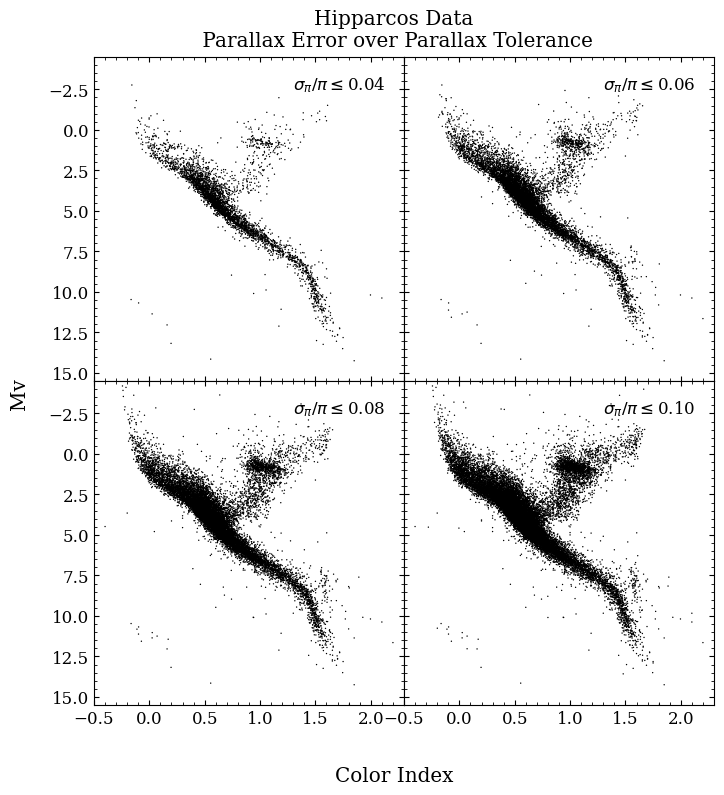 Hipparcos Data
Parallax Error over Parallax Tolerance
σπ/π ≤ 0.04
σπ/π ≤ 0.06
−2.5
0.0
2.5
5.0
7.5
10.0
12.5
15.0
Mv
σπ/π ≤ 0.08
σπ/π ≤ 0.10
−2.5
0.0
2.5
5.0
7.5
10.0
12.5
15.0
−0.5 0.0 0.5 1.0 1.5 2.0 −0.5 0.0 0.5 1.0 1.5 2.0
Color Index